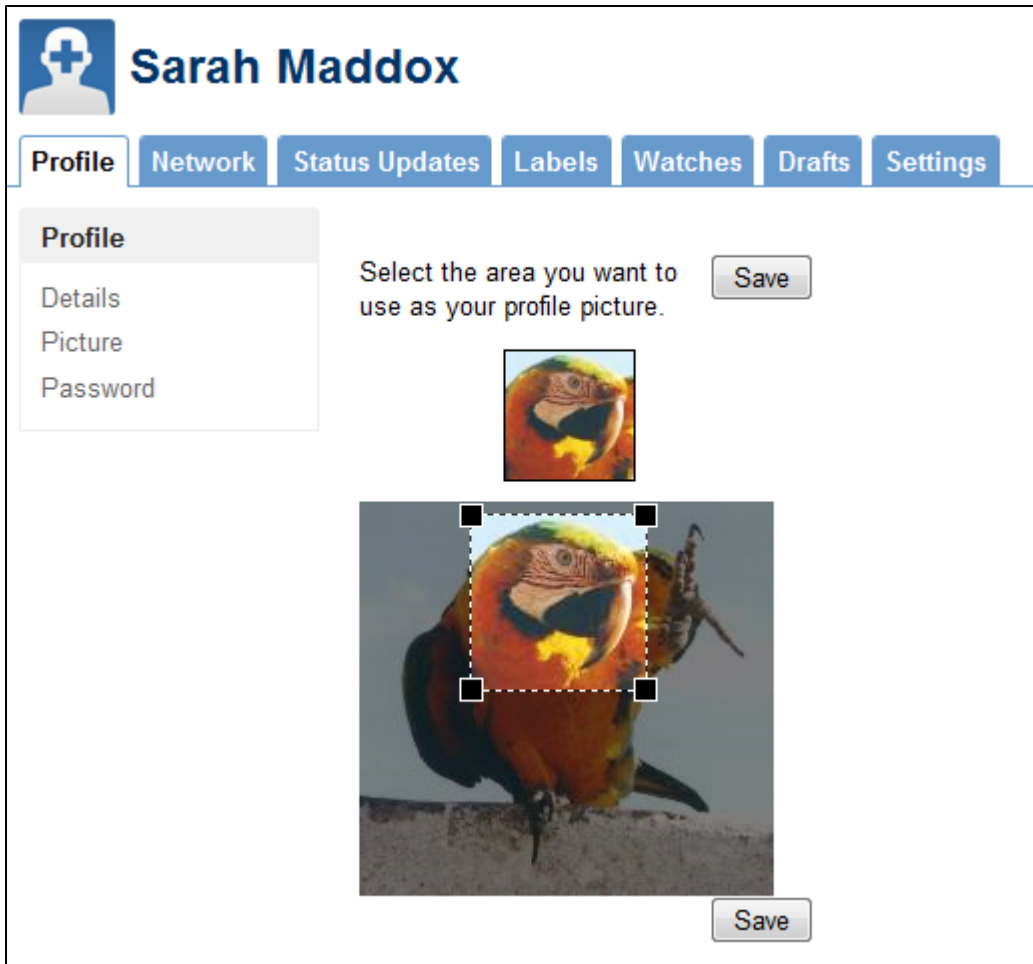 Sarah Maddox
Profile Network Status Updates Labels Watches Drafts Settings
Profile
Details
Picture
Password
Select the area you want to
use as your profile picture.
Save
Save